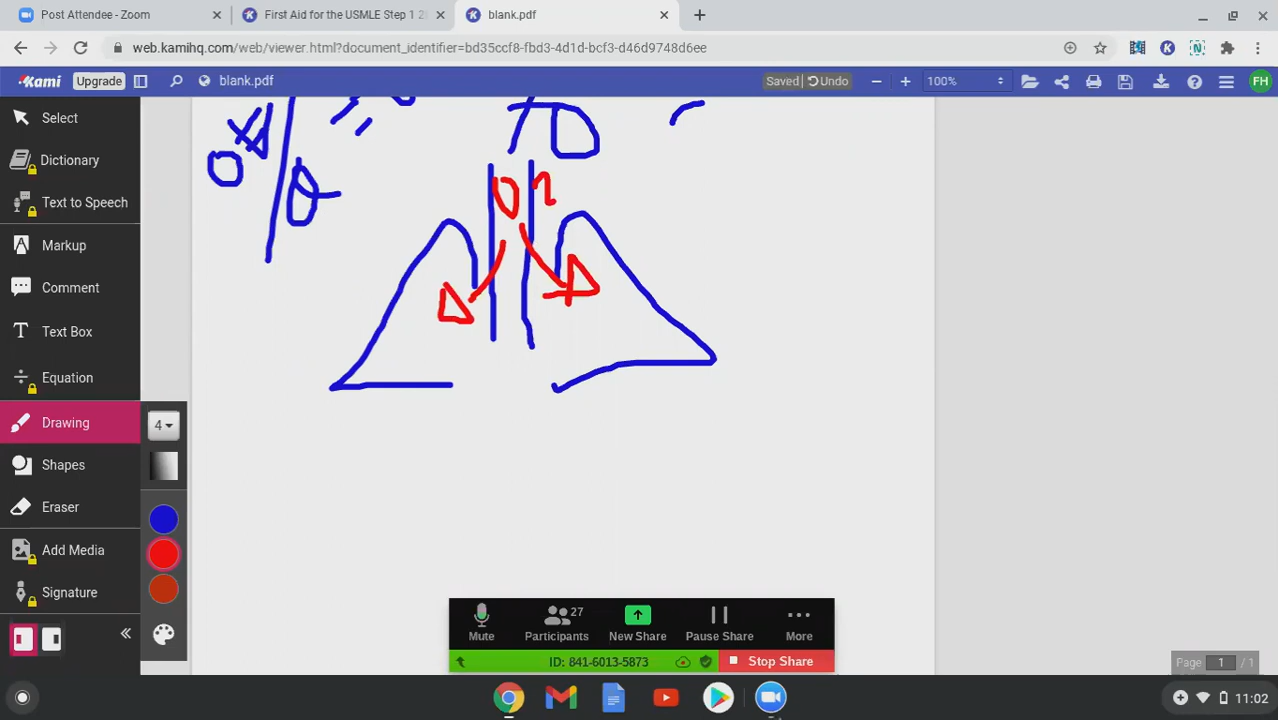 Post Attendee - Zoom
First Aid for the USMLE Step 1 2
blank.pdf
web.kamihq.com/web/viewer.html?document_identifier=bd35ccf8-fbd3-4d1d-bcf3-d46d9748d6ee
Kami
Upgrade
blank.pdf
Saved
Undo
100%
FH
Select
Dictionary
Text to Speech
Markup
Comment
Text Box
Equation
Drawing
4
Shapes
Eraser
Add Media
Signature
O2
27
Mute
Participants
New Share
Pause Share
More
ID: 841-6013-5873
Stop Share
Page 1 / 1
11:02